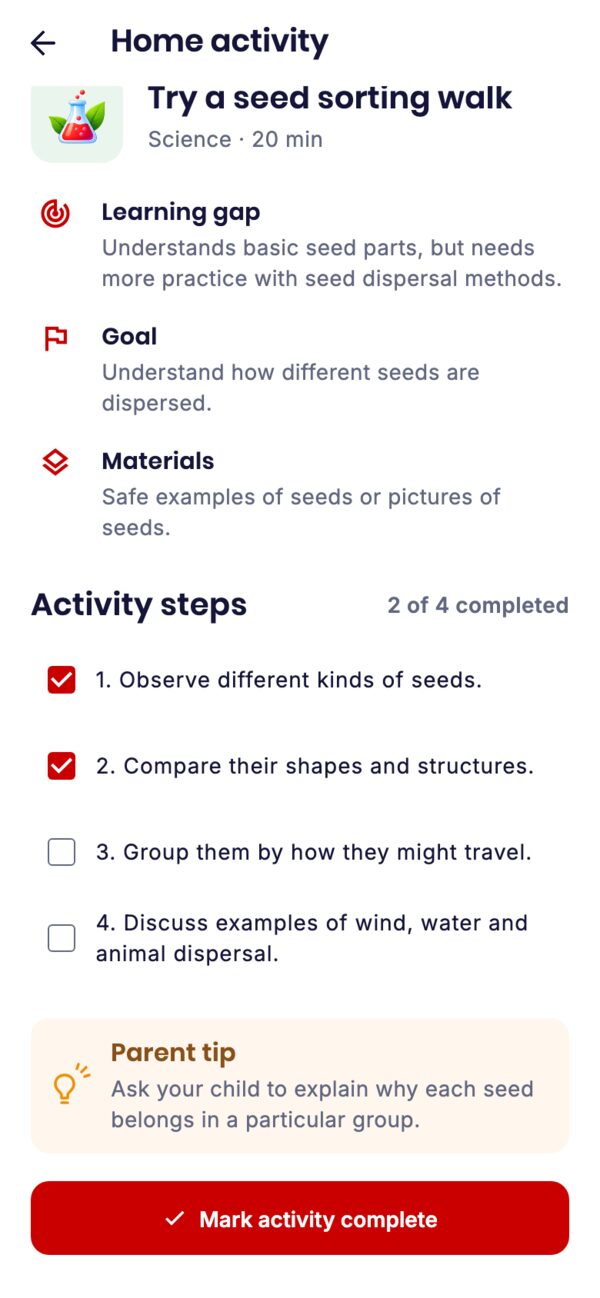 Home activity
Try a seed sorting walk
Science · 20 min
Learning gap
Understands basic seed parts, but needs
more practice with seed dispersal methods.
Goal
Understand how different seeds are
dispersed.
Materials
Safe examples of seeds or pictures of
seeds.
Activity steps
2 of 4 completed
1. Observe different kinds of seeds.
2. Compare their shapes and structures.
3. Group them by how they might travel.
4. Discuss examples of wind, water and
animal dispersal.
Parent tip
Ask your child to explain why each seed
belongs in a particular group.
Mark activity complete